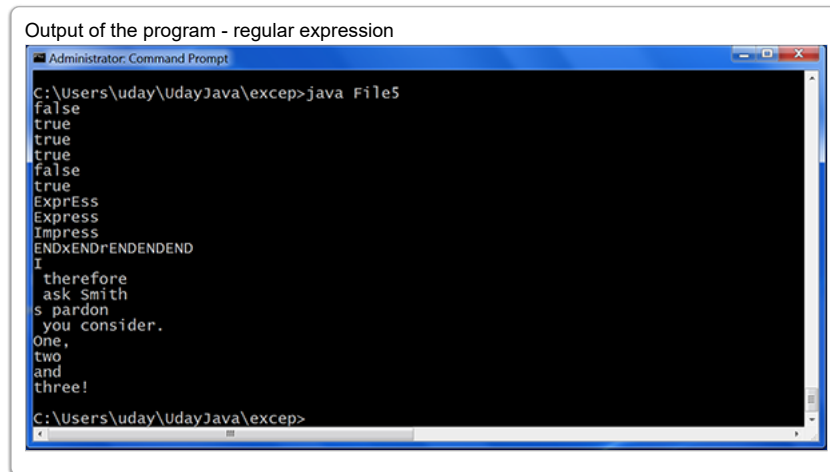 Output of the program - regular expression
Administrator: Command Prompt
C:\Users\uday\UdayJava\excep>java File5
false
true
true
true
false
true
ExprEss
Express
Impress
ENDxENDrENDENDEND
I
 therefore
 ask Smith
s pardon
 you consider.
One,
two
and
three!
C:\Users\uday\UdayJava\excep>